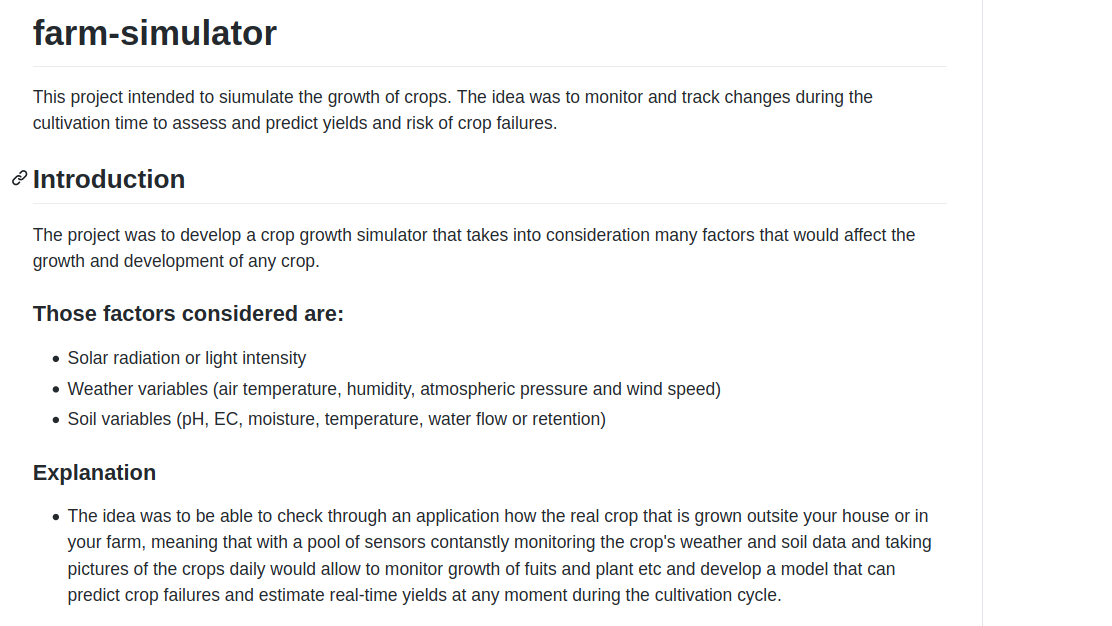 farm-simulator
This project intended to siumulate the growth of crops. The idea was to monitor and track changes during the
cultivation time to assess and predict yields and risk of crop failures.
Introduction
The project was to develop a crop growth simulator that takes into consideration many factors that would affect the
growth and development of any crop.
Those factors considered are:
• Solar radiation or light intensity
• Weather variables (air temperature, humidity, atmospheric pressure and wind speed)
• Soil variables (pH, EC, moisture, temperature, water flow or retention)
Explanation
• The idea was to be able to check through an application how the real crop that is grown outsite your house or in
your farm, meaning that with a pool of sensors contanstly monitoring the crop's weather and soil data and taking
pictures of the crops daily would allow to monitor growth of fuits and plant etc and develop a model that can
predict crop failures and estimate real-time yields at any moment during the cultivation cycle.